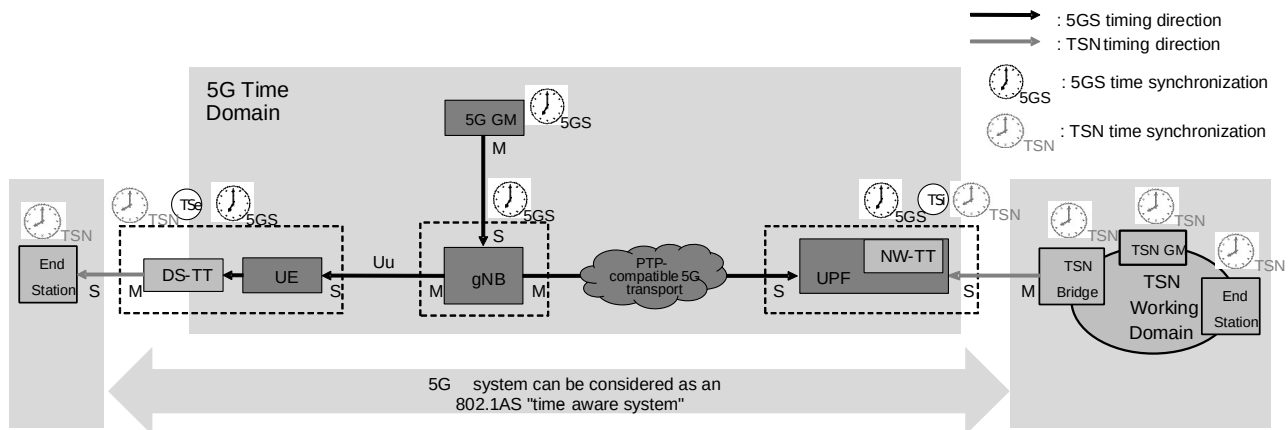 : 5GS timing direction
: TSN timing direction
5GS
: 5GS time synchronization
TSN
: TSN time synchronization
5G Time
Domain
5G GM
5GS
M
5GS
S
TSN
TSe
5GS
5GS
TSi
TSN
TSN
TSN
TSN
TSN
End
Station
S
M
DS-TT
UE
S
Uu
M
gNB
M
PTP-
compatible 5G
transport
S
UPF
NW-TT
S
M
TSN
Bridge
TSN GM
TSN
Working
Domain
End
Station
5G system can be considered as an
802.1AS "time aware system"